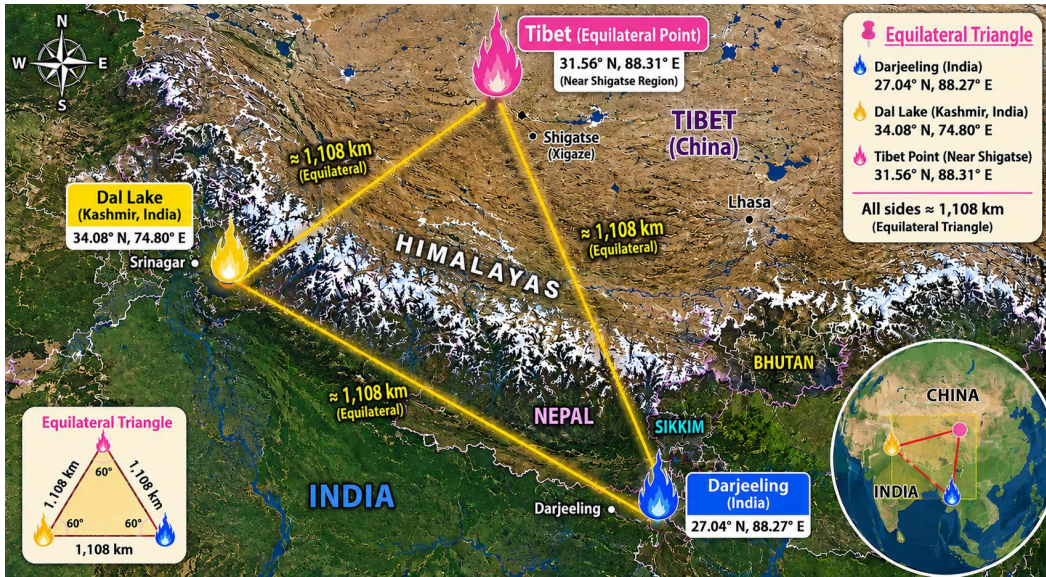 N
W E
S
Tibet (Equilateral Point)
31.56° N, 88.31° E
(Near Shigatse Region)
Equilateral Triangle
Darjeeling (India)
27.04° N, 88.27° E
Dal Lake (Kashmir, India)
34.08° N, 74.80° E
Tibet Point (Near Shigatse)
31.56° N, 88.31° E
All sides ≈ 1,108 km
(Equilateral Triangle)
Shigatse
(Xigaze)
TIBET
(China)
≈ 1,108 km
(Equilateral)
Dal Lake
(Kashmir, India)
34.08° N, 74.80° E
Srinagar
Lhasa
≈ 1,108 km
(Equilateral)
HIMALAYAS
≈ 1,108 km
(Equilateral)
BHUTAN
NEPAL
SIKKIM
INDIA
Darjeeling
Darjeeling
(India)
27.04° N, 88.27° E
Equilateral Triangle
60°
1.108 km
1,108 km
60° 60°
1,108 km
CHINA
INDIA